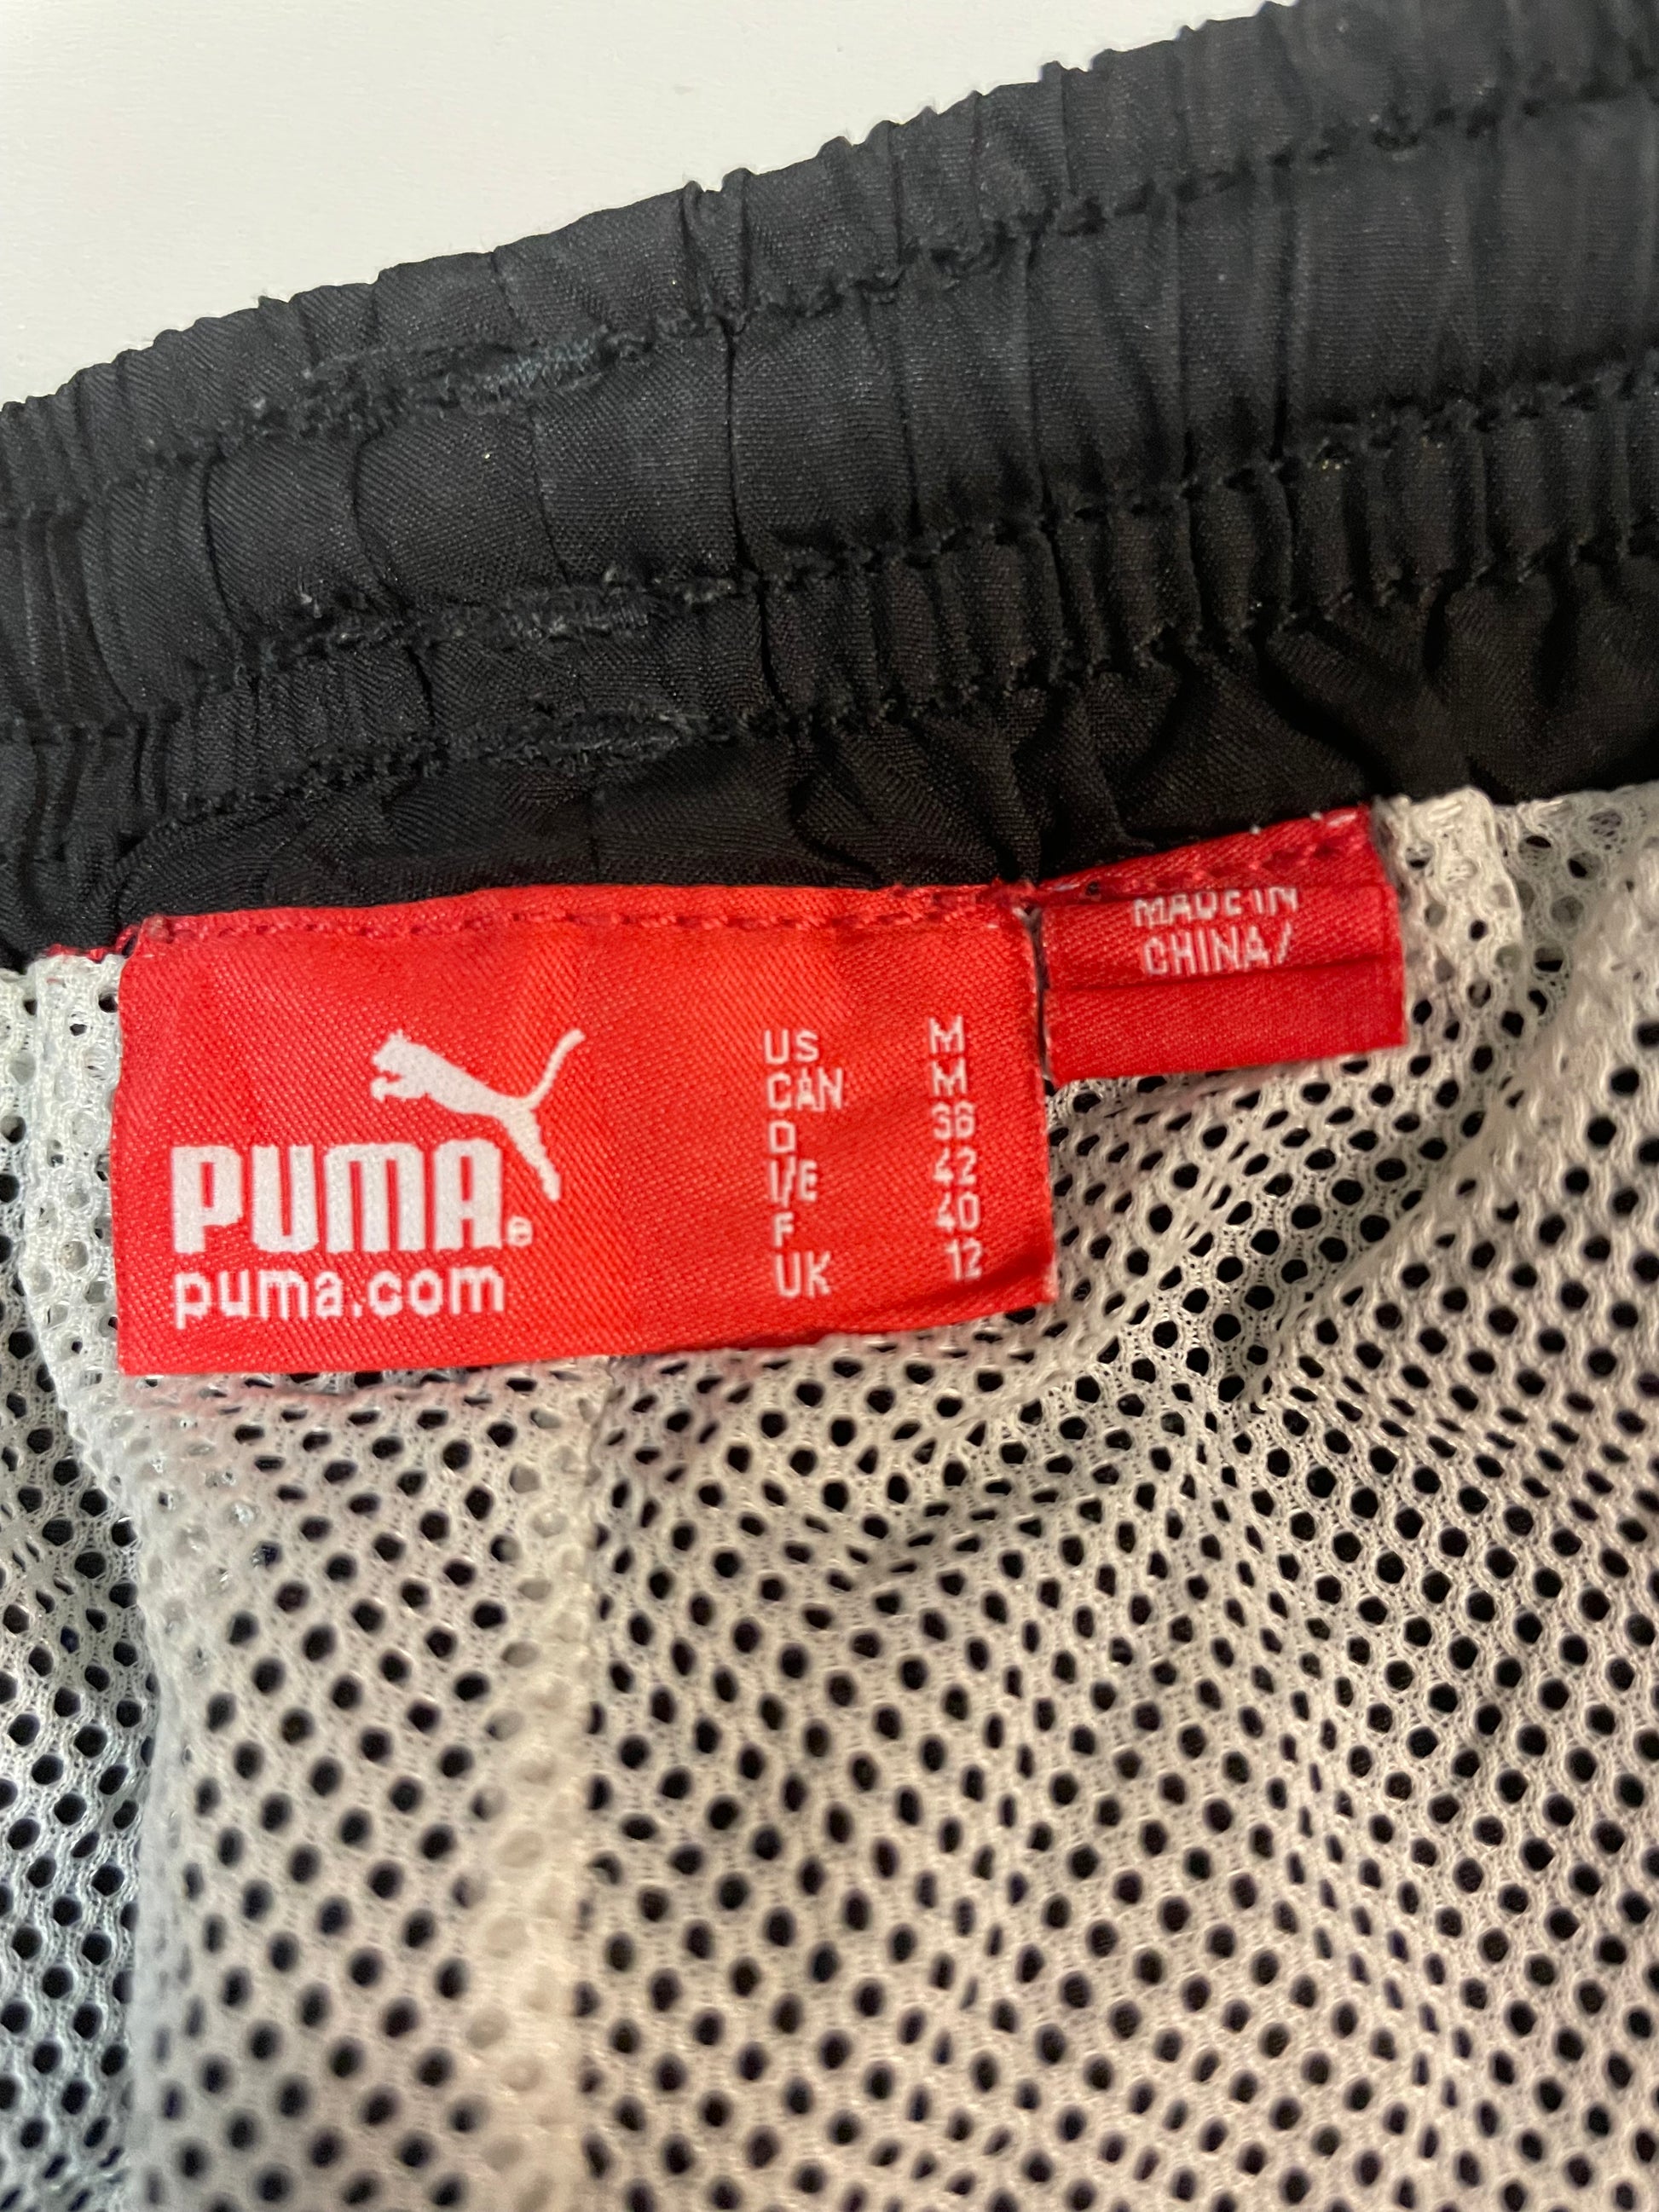 MADE IN
CHINA/
PUMA®
puma.com
US M
CAN M
D 36
I/E 42
F 40
UK 12